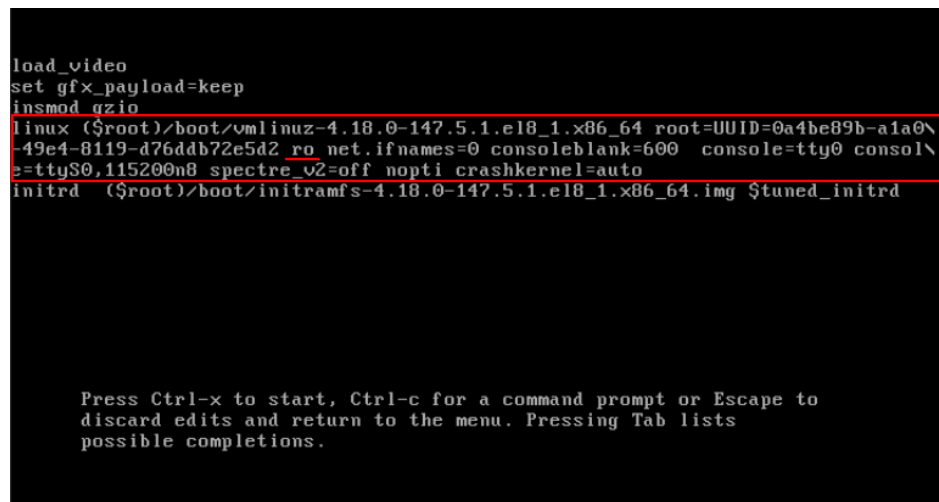 load_video
set gfx_payload=keep
insmod gzio
linux ($root)/boot/vmlinuz-4.18.0-147.5.1.el8_1.x86_64 root=UUID=0a4be89b-a1a0\
-49e4-8119-d76ddb72e5d2 ro net.ifnames=0 consoleblank=600  console=tty0 consol\
e=ttyS0,115200n8 spectre_v2=off nopti crashkernel=auto
initrd  ($root)/boot/initramfs-4.18.0-147.5.1.el8_1.x86_64.img $tuned_initrd
Press Ctrl-x to start, Ctrl-c for a command prompt or Escape to
discard edits and return to the menu. Pressing Tab lists
possible completions.